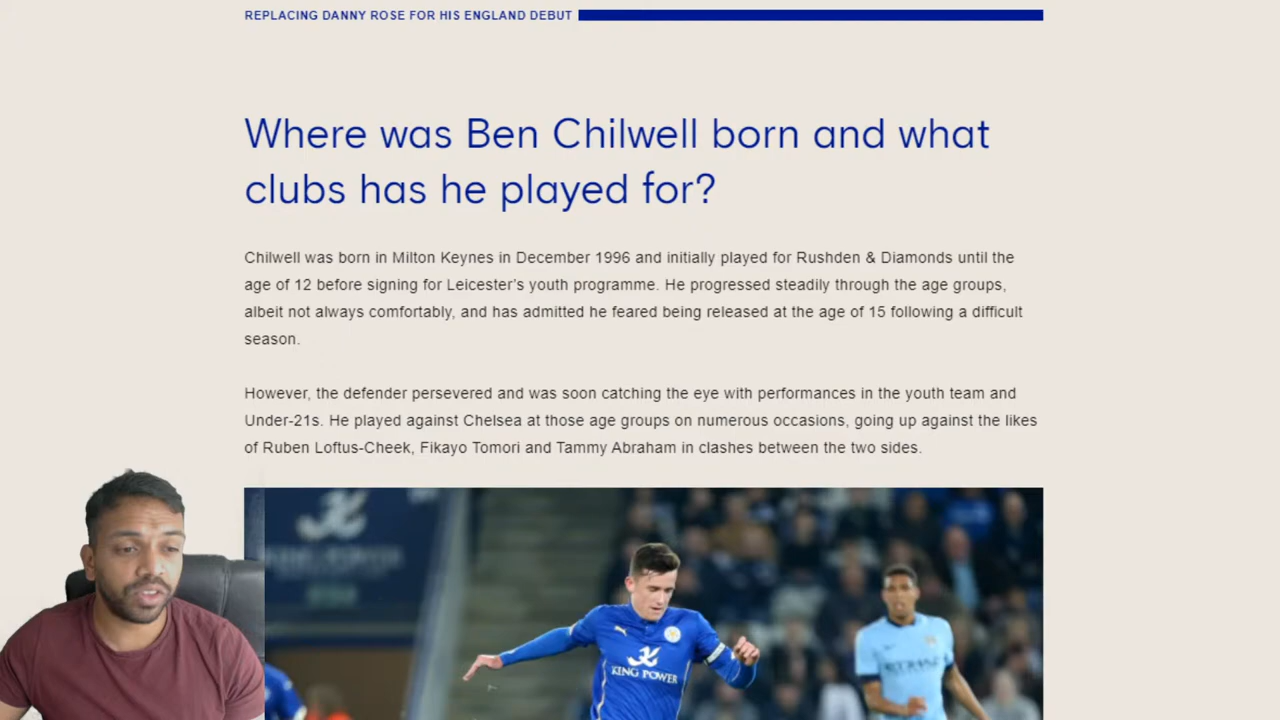 REPLACING DANNY ROSE FOR HIS ENGLAND DEBUT
Where was Ben Chilwell born and what
clubs has he played for?
Chilwell was born in Milton Keynes in December 1996 and initially played for Rushden & Diamonds until the
age of 12 before signing for Leicester’s youth programme. He progressed steadily through the age groups,
albeit not always comfortably, and has admitted he feared being released at the age of 15 following a difficult
season.
However, the defender persevered and was soon catching the eye with performances in the youth team and
Under-21s. He played against Chelsea at those age groups on numerous occasions, going up against the likes
of Ruben Loftus-Cheek, Fikayo Tomori and Tammy Abraham in clashes between the two sides.
KING POWER
KING POWER